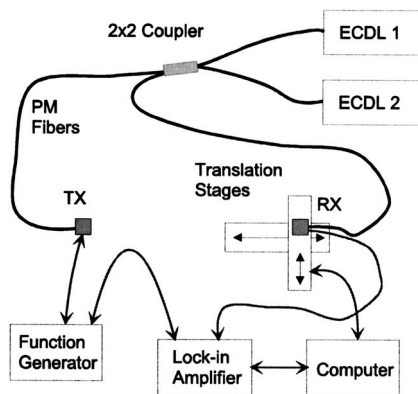 2x2 Coupler
ECDL 1
ECDL 2
PM
Fibers
TX
Translation
Stages
RX
Function
Generator
Lock-in
Amplifier
Computer